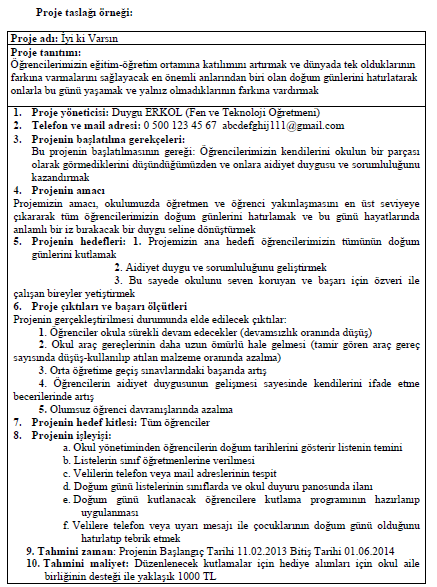 Proje taslağı örneği:
Proje adı: İyi ki Varsın
Proje tanıtımı:
Öğrencilerimizin eğitim-öğretim ortamına katılımını artırmak ve dünyada tek olduklarının
farkına varmalarını sağlayacak en önemli anlarından biri olan doğum günlerini hatırlatarak
onlarla bu günü yaşamak ve yalnız olmadıklarının farkına vardırmak
1. Proje yöneticisi: Duygu ERKOL (Fen ve Teknoloji Öğretmeni)
2. Telefon ve mail adresi: 0 500 123 45 67 abcdefghij111@gmail.com
3. Projenin başlatılma gerekçeleri:
Bu projenin başlatılmasının gereği: Öğrencilerimizin kendilerini okulun bir parçası
olarak görmediklerini düşündüğümüzden ve onlara aidiyet duygusu ve sorumluluğunu
kazandırmak
4. Projenin amacı
Projemizin amacı, okulumuzda öğretmen ve öğrenci yakınlaşmasını en üst seviyeye
çıkararak tüm öğrencilerimizin doğum günlerini hatırlamak ve bu günü hayatlarında
anlamlı bir iz bırakacak bir duygu seline dönüştürmek
5. Projenin hedefleri: 1. Projemizin ana hedefi öğrencilerimizin tümünün doğum
günlerini kutlamak
2. Aidiyet duygu ve sorumluluğunu geliştirmek
3. Bu sayede okulunu seven koruyan ve başarı için özveri ile
çalışan bireyler yetiştirmek
6. Proje çıktıları ve başarı ölçütleri
Projenin gerçekleştirilmesi durumunda elde edilecek çıktılar:
1. Öğrenciler okula sürekli devam edecekler (devamsızlık oranında düşüş)
2. Okul araç gereçlerinin daha uzun ömürlü hale gelmesi (tamir gören araç gereç
sayısında düşüş-kullanılıp atılan malzeme oranında azalma)
3. Orta öğretime geçiş sınavlarındaki başarıda artış
4. Öğrencilerin aidiyet duygusunun gelişmesi sayesinde kendilerini ifade etme
becerilerinde artış
5. Olumsuz öğrenci davranışlarında azalma
7. Projenin hedef kitlesi: Tüm öğrenciler
8. Projenin işleyişi:
a. Okul yönetiminden öğrencilerin doğum tarihlerini gösterir listenin temini
b. Listelerin sınıf öğretmenlerine verilmesi
c. Velilerin telefon veya mail adreslerinin tespit
d. Doğum günü listelerinin sınıflarda ve okul duyuru panosunda ilanı
e. Doğum günü kutlanacak öğrencilere kutlama programının hazırlanıp
uygulanması
f. Velilere telefon veya uyarı mesajı ile çocuklarının doğum günü olduğunu
hatırlatıp tebrik etmek
9. Tahmini zaman: Projenin Başlangıç Tarihi 11.02.2013 Bitiş Tarihi 01.06.2014
10. Tahmini maliyet: Düzenlenecek kutlamalar için hediye alımları için okul aile
birliğinin desteği ile yaklaşık 1000 TL